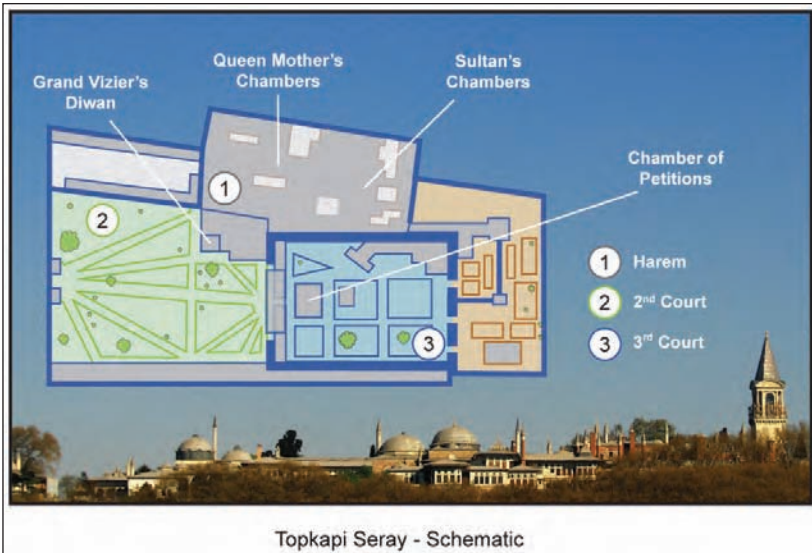 Queen Mother's
Chambers
Sultan's
Chambers
Grand Vizier's
Diwan
Chamber of
Petitions
1
2
3
1 Harem
2 2nd Court
3 3rd Court
Topkapi Seray - Schematic